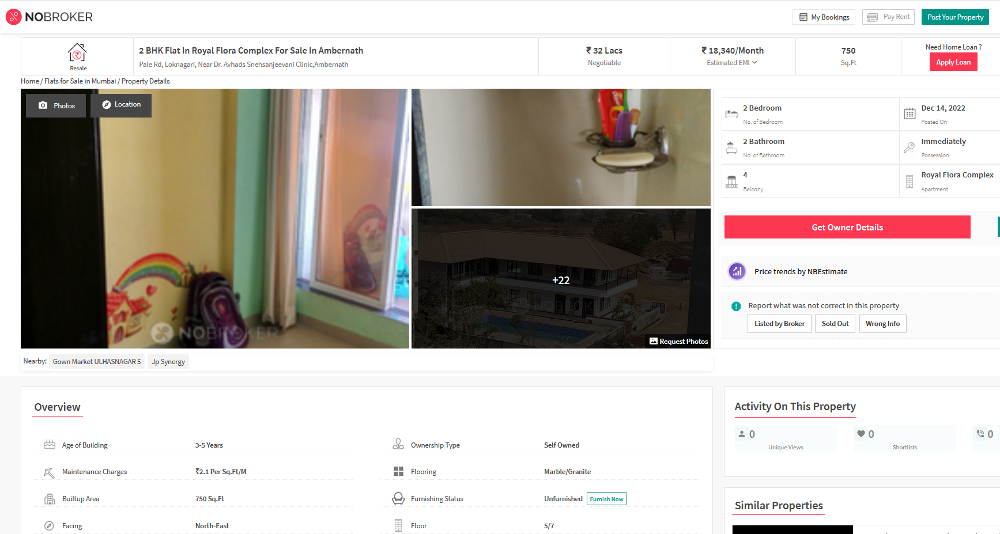 NOBROKER
My Bookings
Pay Rent
Post Your Property
Resale
2 BHK Flat In Royal Flora Complex For Sale In Ambernath
Pale Rd, Loknagari, Near Dr. Avhads Snehsanjeevani Clinic,Ambernath
₹ 32 Lacs
Negotiable
₹ 18,340/Month
Estimated EMI
750
Sq.Ft
Need Home Loan ?
Apply Loan
Home / Flats for Sale in Mumbai / Property Details
Photos
Location
NOBROKER
NOBROKER
+22
Request Photos
2 Bedroom
No. of Bedroom
Dec 14, 2022
Posted On
2 Bathroom
No. of Bathroom
Immediately
Possession
4
Balcony
Royal Flora Complex
Apartment
Get Owner Details
Price trends by NBEstimate
Report what was not correct in this property
Listed by Broker
Sold Out
Wrong Info
Nearby: Gown Market ULHASNAGAR 5 Jp Synergy
Overview
Age of Building 3-5 Years
Ownership Type Self Owned
Maintenance Charges ₹2.1 Per Sq.Ft/M
Flooring Marble/Granite
Builtup Area 750 Sq.Ft
Furnishing Status Unfurnished Furnish Now
Facing North-East
Floor 5/7
Activity On This Property
0
Unique Views
0
Shortlists
0
Similar Properties